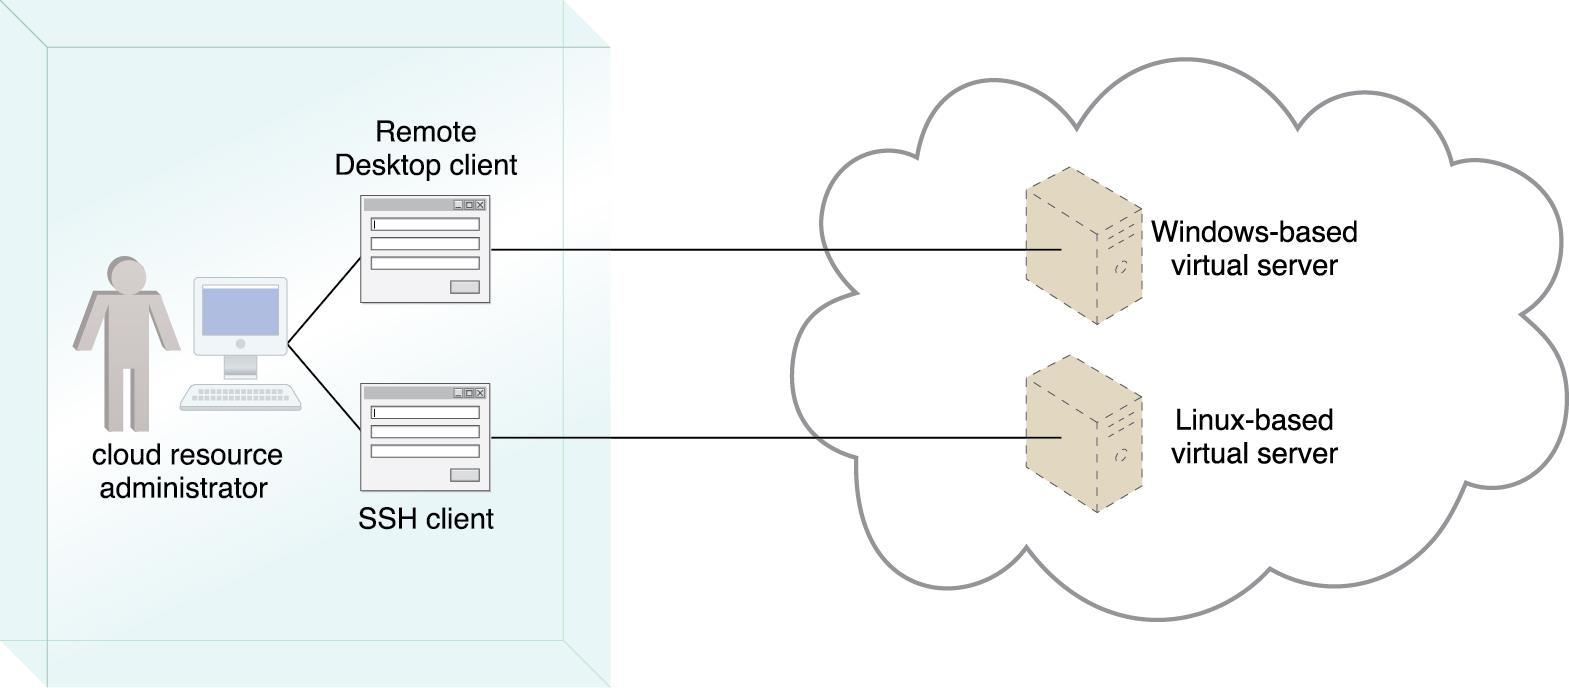 Remote
Desktop client
Windows-based
virtual server
cloud resource
administrator
Linux-based
virtual server
SSH client